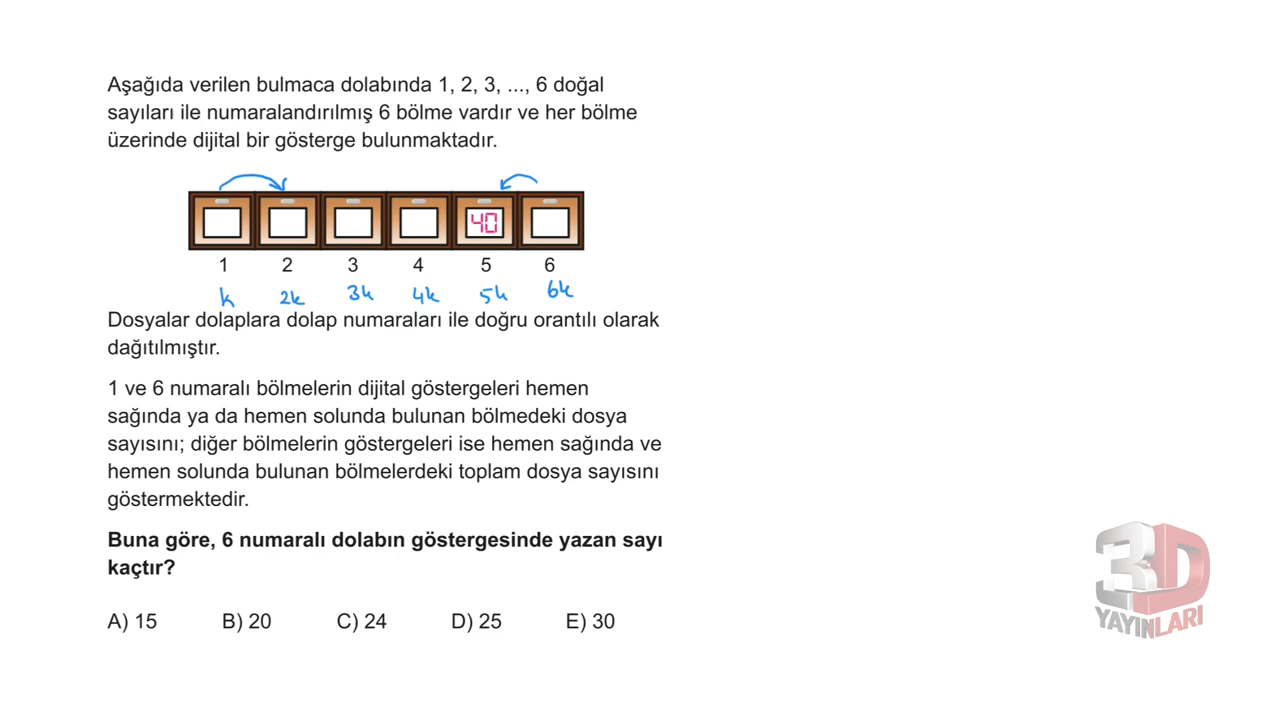 Aşağıda verilen bulmaca dolabında 1, 2, 3, ..., 6 doğal
sayıları ile numaralandırılmış 6 bölme vardır ve her bölme
üzerinde dijital bir gösterge bulunmaktadır.
40
1 2 3 4 5 6
k 2k 3k 4k 5k 6k
Dosyalar dolaplara dolap numaraları ile doğru orantılı olarak
dağıtılmıştır.
1 ve 6 numaralı bölmelerin dijital göstergeleri hemen
sağında ya da hemen solunda bulunan bölmedeki dosya
sayısını; diğer bölmelerin göstergeleri ise hemen sağında ve
hemen solunda bulunan bölmelerdeki toplam dosya sayısını
göstermektedir.
Buna göre, 6 numaralı dolabın göstergesinde yazan sayı
kaçtır?
A) 15 B) 20 C) 24 D) 25 E) 30
3D
YAYINLARI